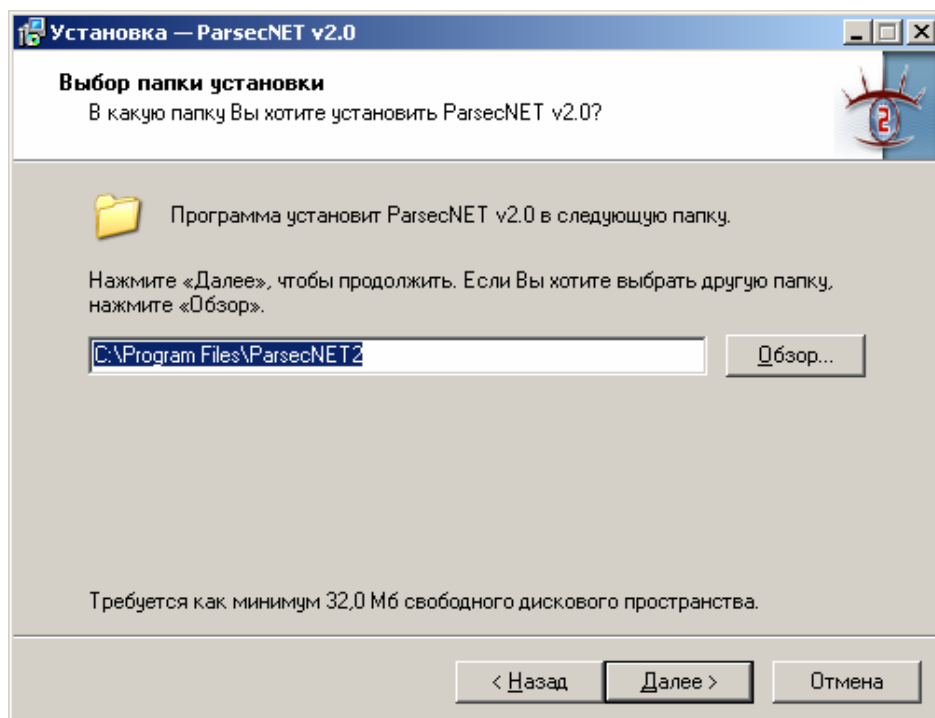 Установка — ParsecNET v2.0
Выбор папки установки
В какую папку Вы хотите установить ParsecNET v2.0?
2
Программа установит ParsecNET v2.0 в следующую папку.
Нажмите «Далее», чтобы продолжить. Если Вы хотите выбрать другую папку,
нажмите «Обзор».
C:\Program Files\ParsecNET2
Обзор...
Требуется как минимум 32,0 Мб свободного дискового пространства.
< Назад
Далее >
Отмена